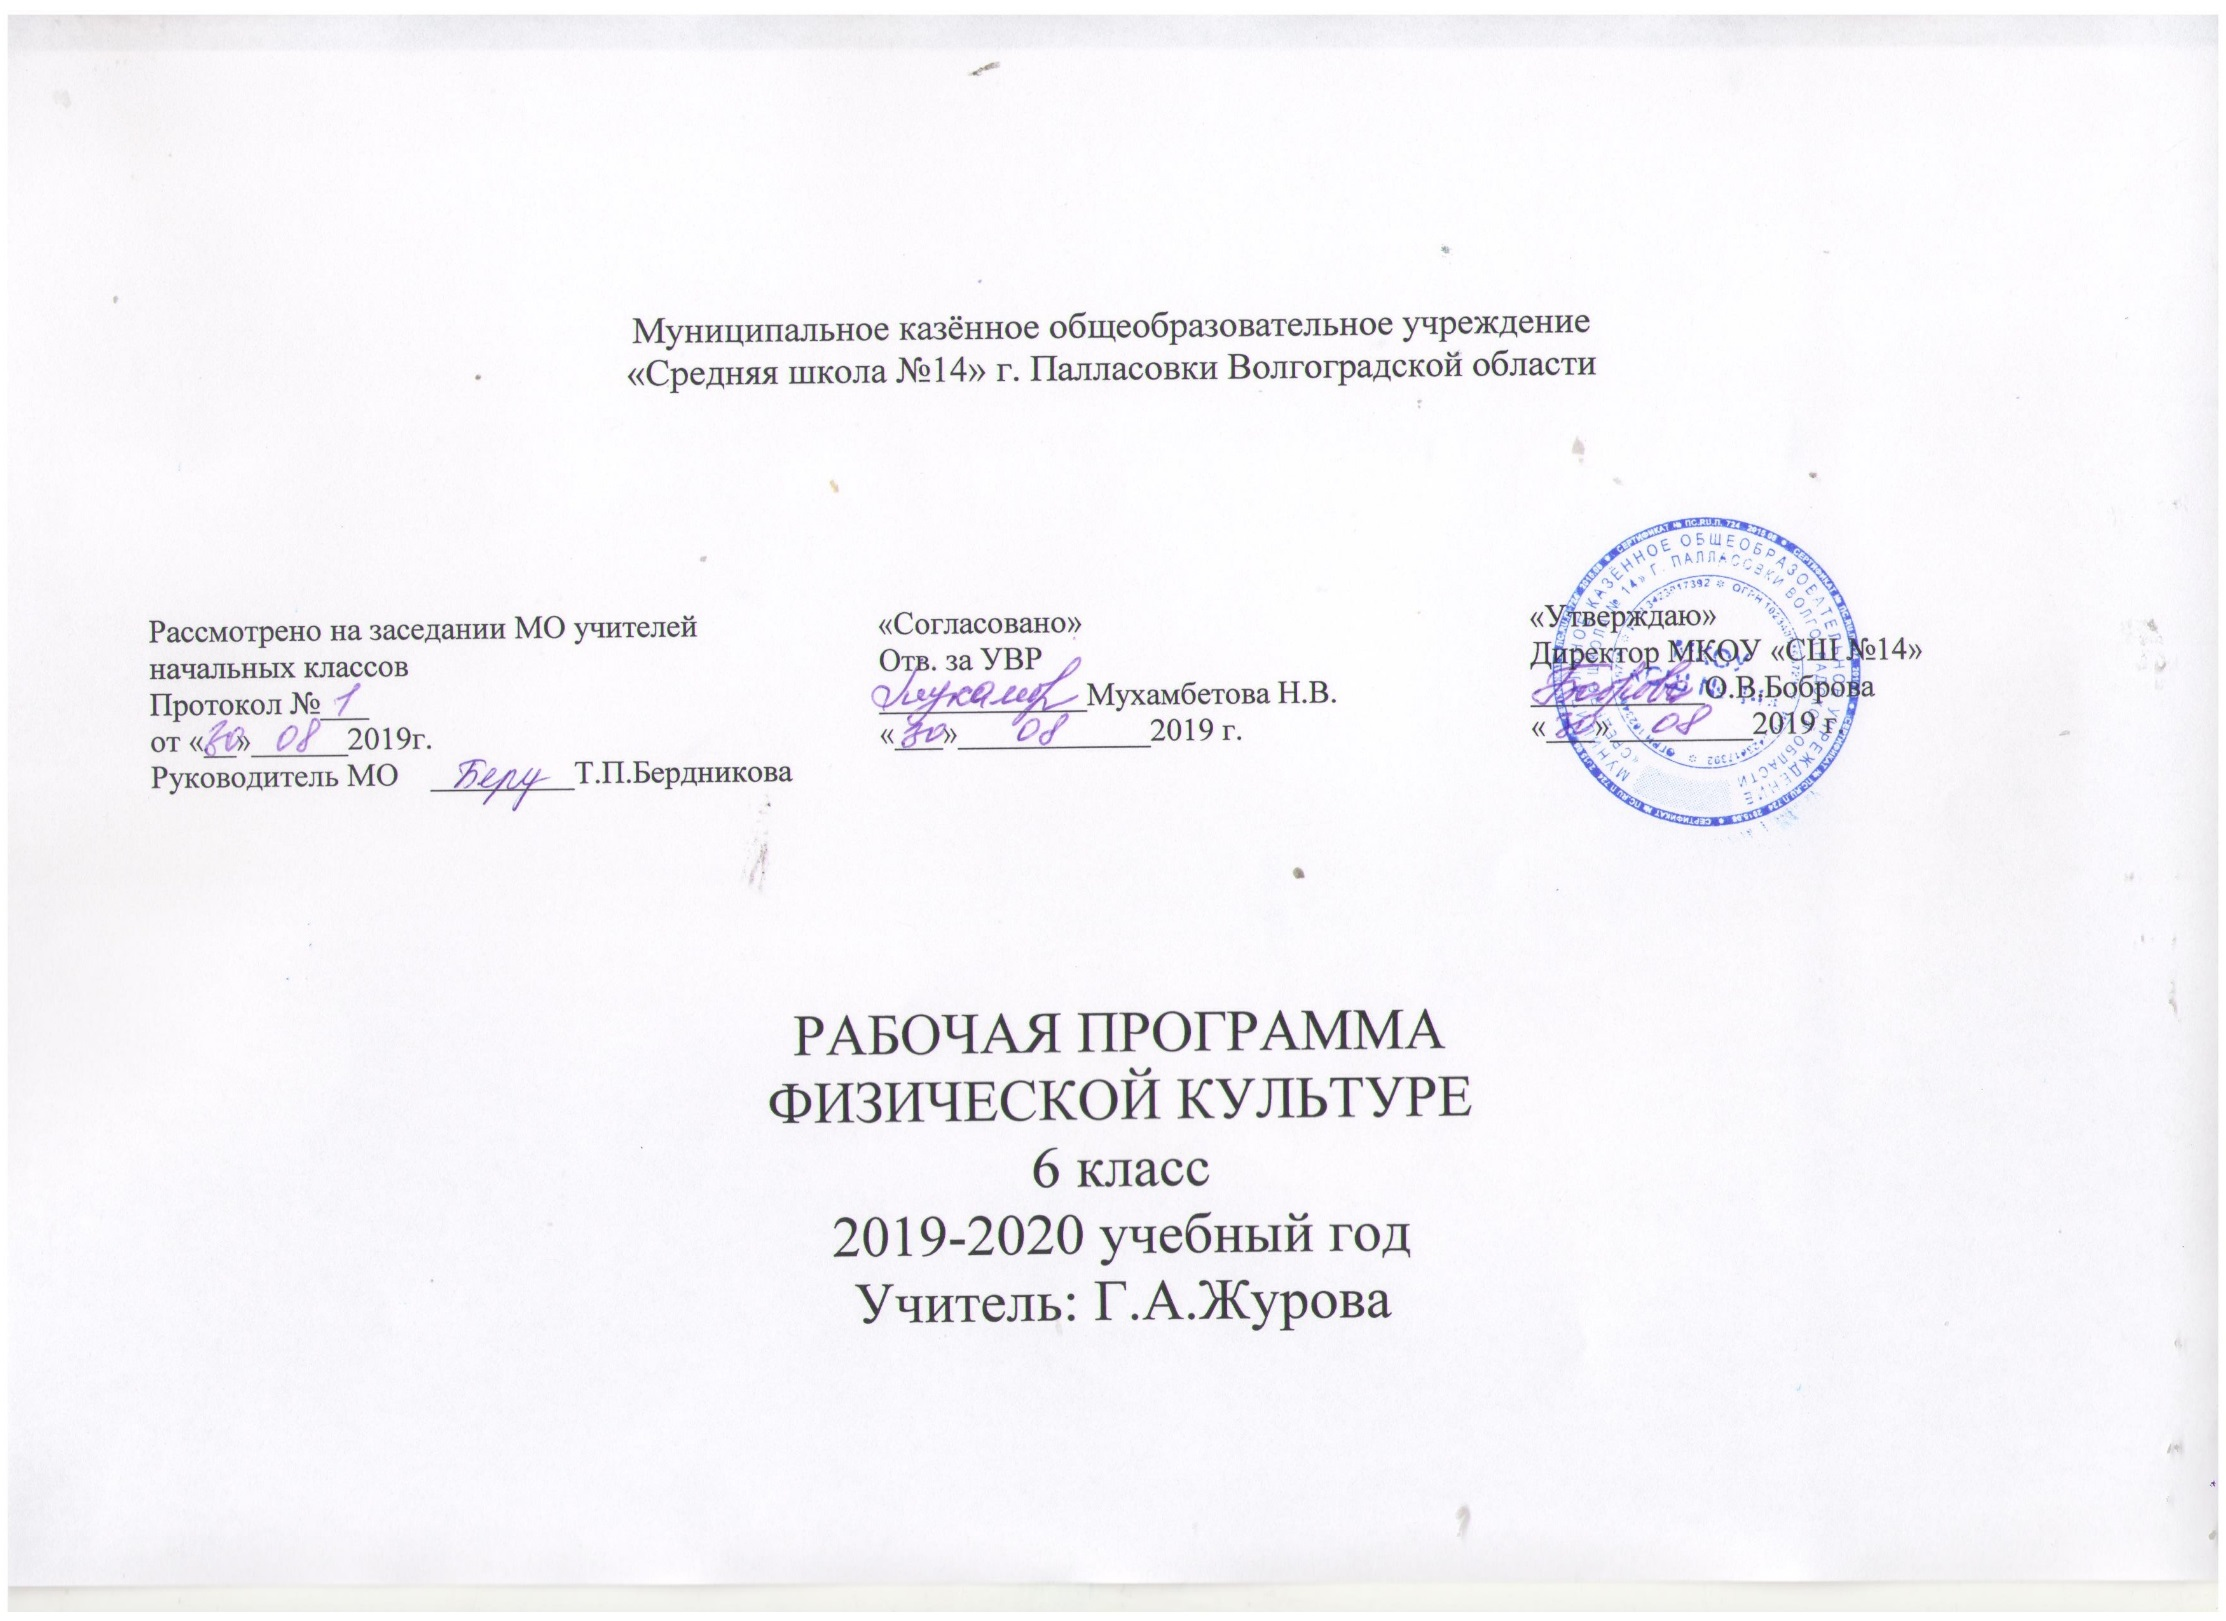 Муниципальное казённое общеобразовательное учреждение
«Средняя школа №14» г. Палласовки Волгоградской области
Рассмотрено на заседании МО учителей
начальных классов
Протокол № 1
от «30» 08 2019г.
Руководитель МО Т.П.Бердникова
«Согласовано»
Отв. за УВР
Мухамбетова Н.В.
«30» 08 2019 г.
«Утверждаю»
Директор МКОУ «СШ №14»
О.В.Боброва
«30» 08 2019 г
РАБОЧАЯ ПРОГРАММА
ФИЗИЧЕСКОЙ КУЛЬТУРЕ
6 класс
2019-2020 учебный год
Учитель: Г.А.Журова